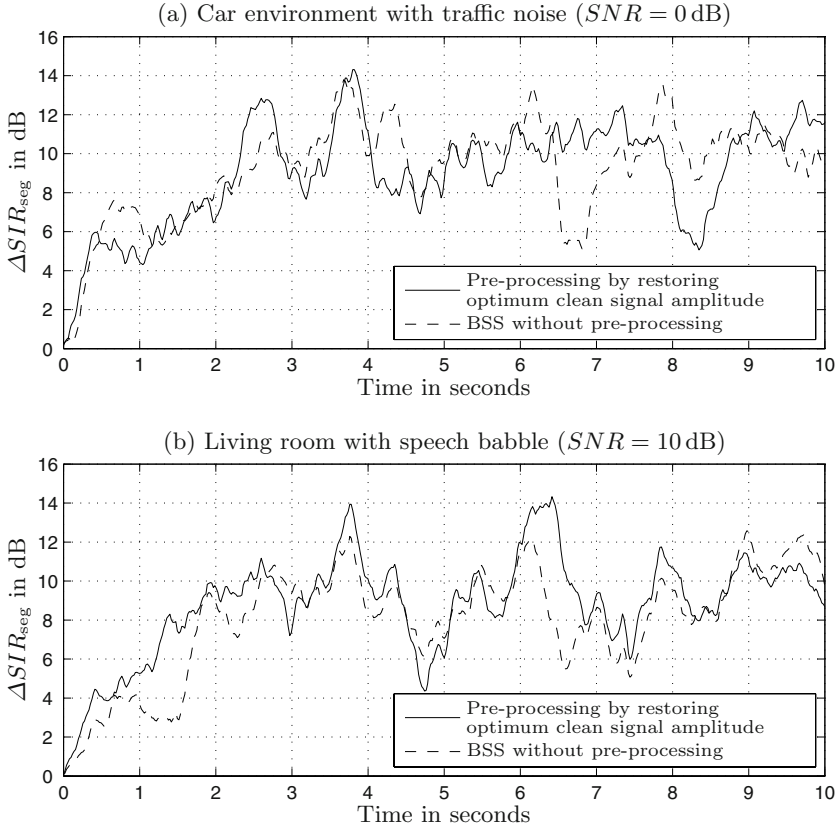 (a) Car environment with traffic noise (SNR = 0 dB)
16
14
12
10
8
6
4
2
0
ΔSIRseg in dB
Pre-processing by restoring
optimum clean signal amplitude
BSS without pre-processing
0 1 2 3 4 5 6 7 8 9 10
Time in seconds
(b) Living room with speech babble (SNR = 10 dB)
16
14
12
10
8
6
4
2
0
ΔSIRseg in dB
Pre-processing by restoring
optimum clean signal amplitude
BSS without pre-processing
0 1 2 3 4 5 6 7 8 9 10
Time in seconds